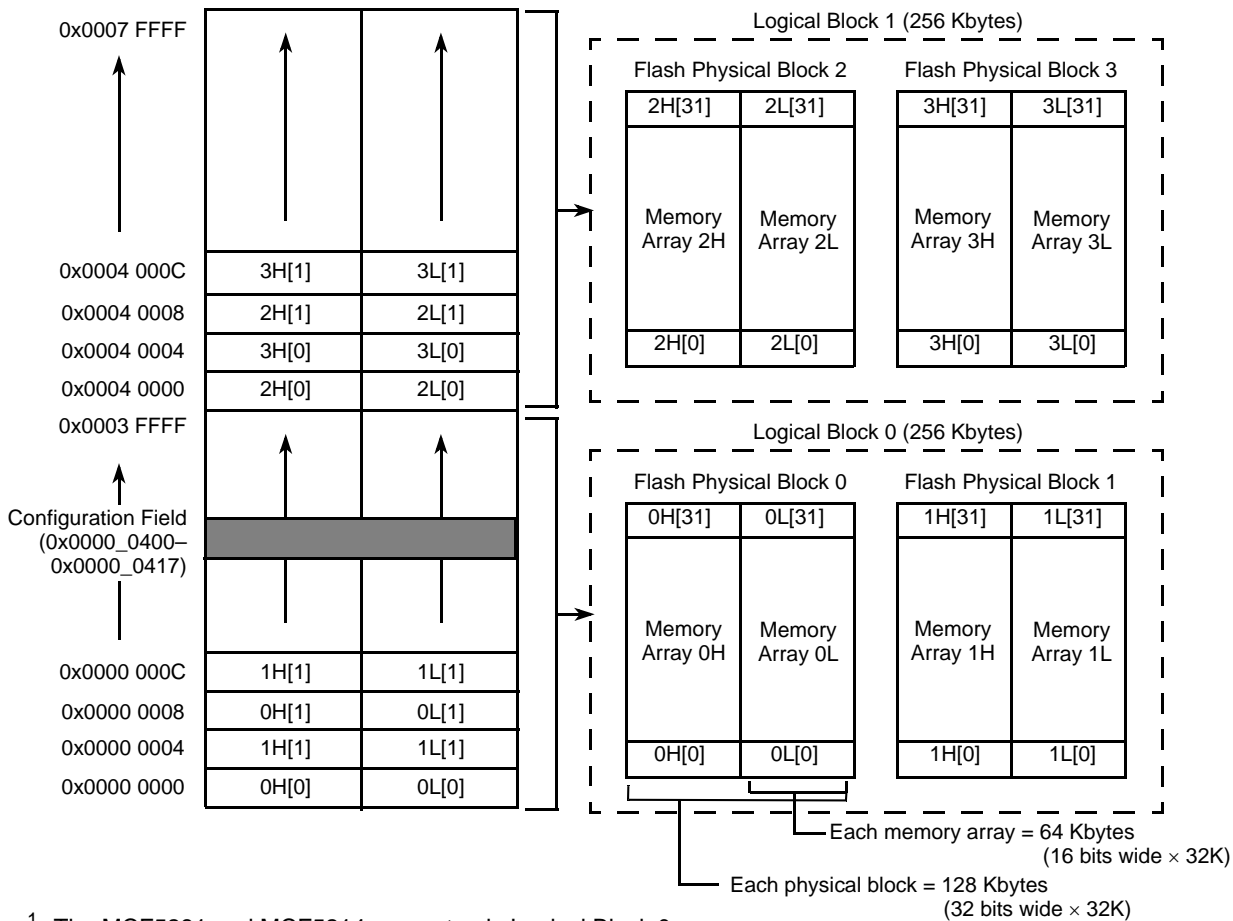 0x0007 FFFF
0x0004 000C 3H[1] 3L[1]
0x0004 0008 2H[1] 2L[1]
0x0004 0004 3H[0] 3L[0]
0x0004 0000 2H[0] 2L[0]
0x0003 FFFF
Configuration Field
(0x0000_0400–
0x0000_0417)
0x0000 000C 1H[1] 1L[1]
0x0000 0008 0H[1] 0L[1]
0x0000 0004 1H[1] 1L[1]
0x0000 0000 0H[0] 0L[0]
Logical Block 1 (256 Kbytes)
Flash Physical Block 2 Flash Physical Block 3
2H[31] 2L[31] 3H[31] 3L[31]
Memory Memory Memory Memory
Array 2H Array 2L Array 3H Array 3L
2H[0] 2L[0] 3H[0] 3L[0]
Logical Block 0 (256 Kbytes)
Flash Physical Block 0 Flash Physical Block 1
0H[31] 0L[31] 1H[31] 1L[31]
Memory Memory Memory Memory
Array 0H Array 0L Array 1H Array 1L
0H[0] 0L[0] 1H[0] 1L[0]
Each memory array = 64 Kbytes
(16 bits wide × 32K)
Each physical block = 128 Kbytes
(32 bits wide × 32K)